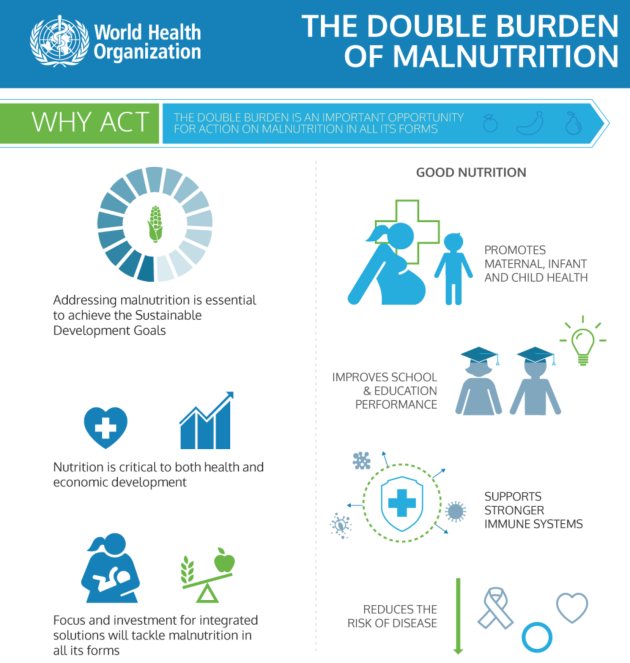 World Health
Organization
THE DOUBLE BURDEN
OF MALNUTRITION
WHY ACT
THE DOUBLE BURDEN IS AN IMPORTANT OPPORTUNITY
FOR ACTION ON MALNUTRITION IN ALL ITS FORMS
Addressing malnutrition is essential
to achieve the Sustainable
Development Goals
Nutrition is critical to both health and
economic development
Focus and investment for integrated
solutions will tackle malnutrition in
all its forms
GOOD NUTRITION
PROMOTES
MATERNAL, INFANT
AND CHILD HEALTH
IMPROVES SCHOOL
& EDUCATION
PERFORMANCE
SUPPORTS
STRONGER
IMMUNE SYSTEMS
REDUCES THE
RISK OF DISEASE